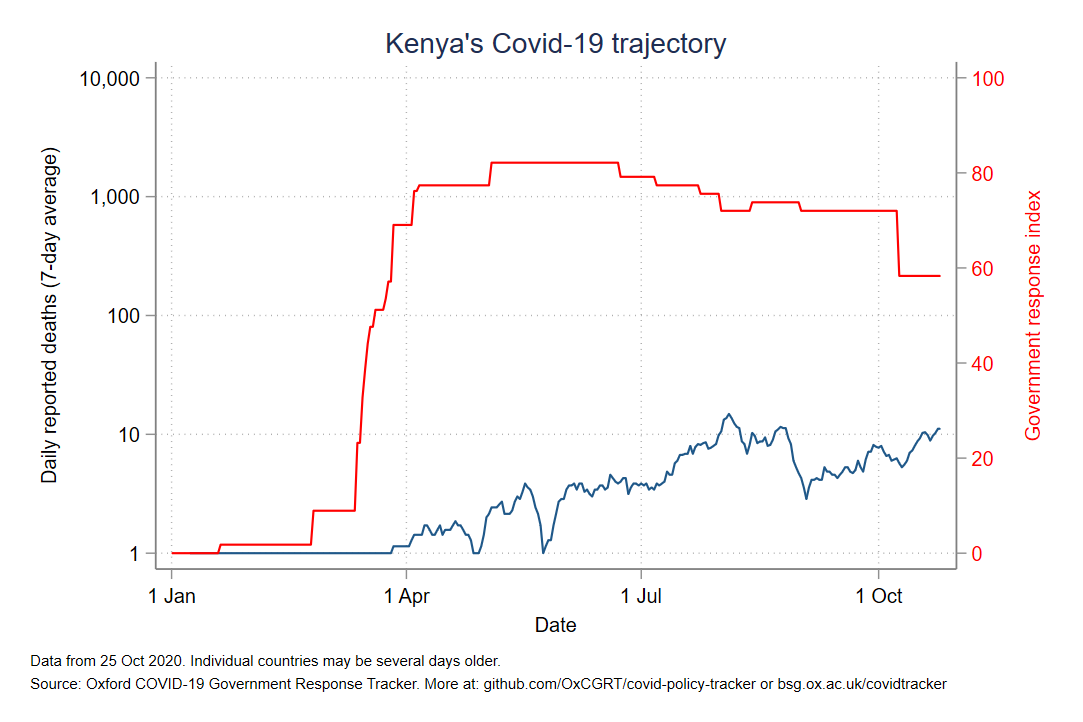 Kenya's Covid-19 trajectory
10,000
1,000
100
10
1
Daily reported deaths (7-day average)
100
80
60
40
20
0
Government response index
1 Jan
1 Apr
1 Jul
1 Oct
Date
Data from 25 Oct 2020. Individual countries may be several days older.
Source: Oxford COVID-19 Government Response Tracker. More at: github.com/OxCGRT/covid-policy-tracker or bsg.ox.ac.uk/covidtracker